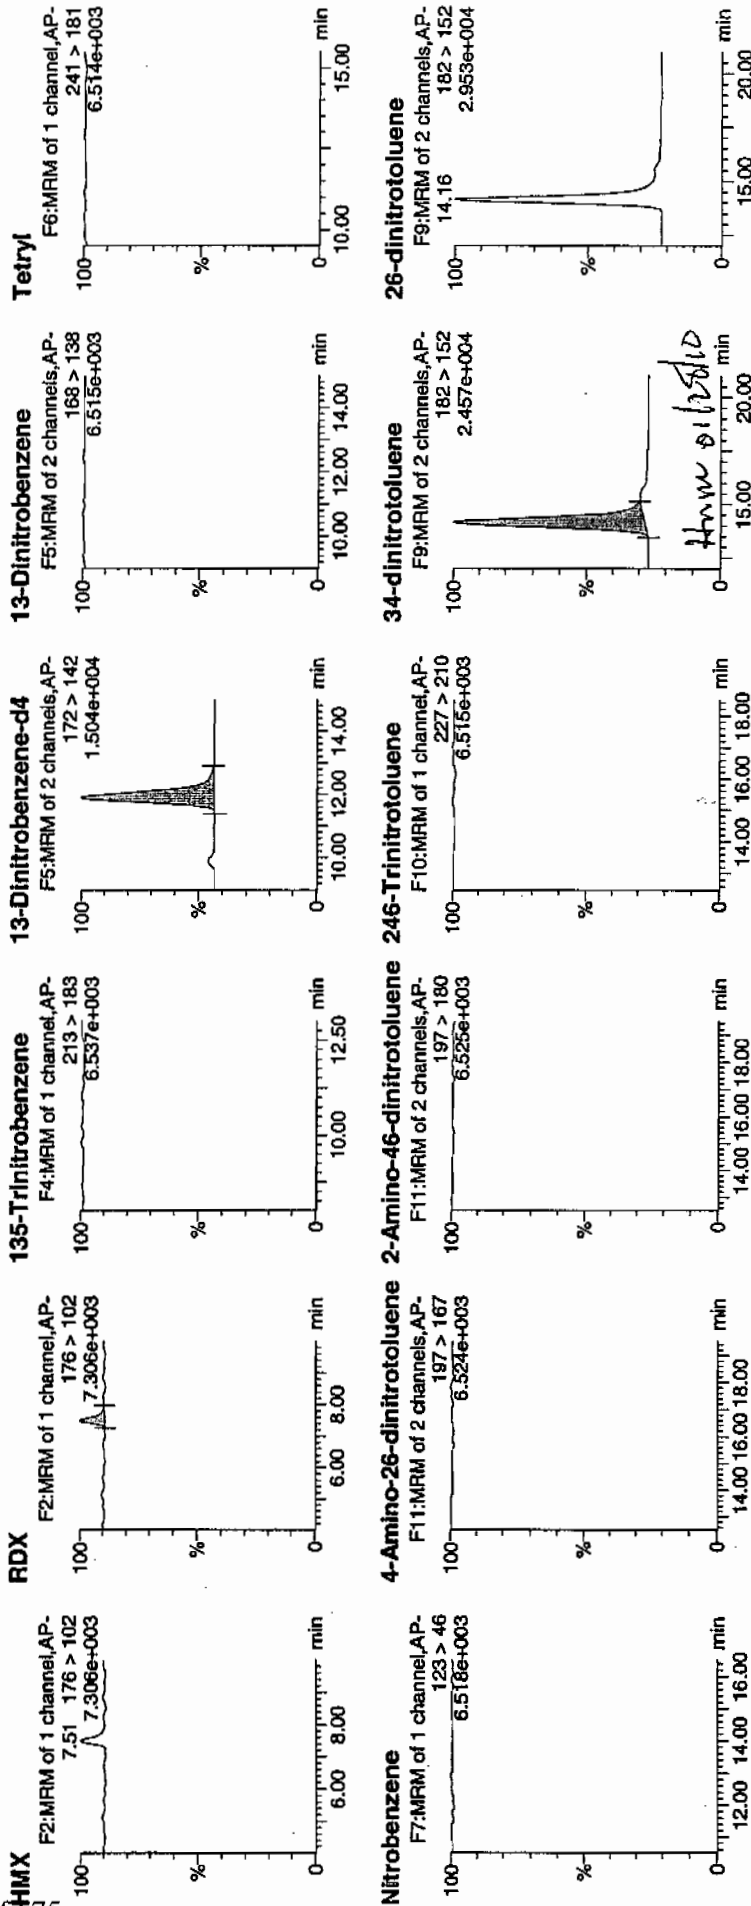 HMX
F2:MRM of 1 channel,AP-
7.51 176 > 102
7.306e+003
100
%
0
6.00 8.00 min
RDX
F2:MRM of 1 channel,AP-
176 > 102
7.306e+003
100
%
0
6.00 8.00 min
135-Trinitrobenzene
F4:MRM of 1 channel,AP-
213 > 183
6.537e+003
100
%
0
10.00 12.50 min
13-Dinitrobenzene-d4
F5:MRM of 2 channels,AP-
172 > 142
1.504e+004
100
%
0
10.00 12.00 14.00 min
13-Dinitrobenzene
F5:MRM of 2 channels,AP-
168 > 138
6.515e+003
100
%
0
10.00 12.00 14.00 min
Tetryl
F6:MRM of 1 channel,AP-
241 > 181
6.514e+003
100
%
0
10.00 15.00 min
Nitrobenzene
F7:MRM of 1 channel,AP-
123 > 46
6.518e+003
100
%
0
12.00 14.00 16.00 min
4-Amino-26-dinitrotoluene
F11:MRM of 2 channels,AP-
197 > 167
6.524e+003
100
%
0
14.00 16.00 18.00 min
2-Amino-46-dinitrotoluene
F11:MRM of 2 channels,AP-
197 > 180
6.525e+003
100
%
0
14.00 16.00 18.00 min
246-Trinitrotoluene
F10:MRM of 1 channel,AP-
227 > 210
6.515e+003
100
%
0
14.00 16.00 18.00 min
34-dinitrotoluene
F9:MRM of 2 channels,AP-
182 > 152
2.457e+004
100
%
0
15.00 20.00 min
26-dinitrotoluene
F9:MRM of 2 channels,AP-
14.16 182 > 152
2.953e+004
100
%
0
15.00 20.00 min